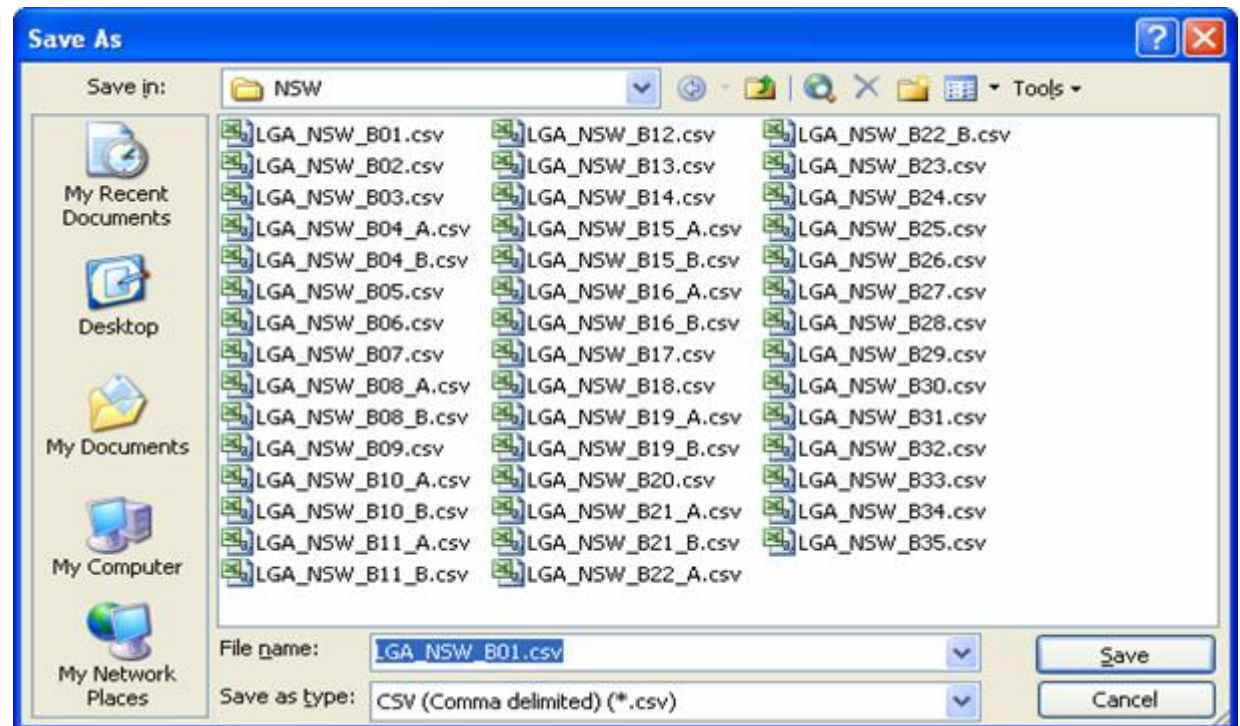 Save As
Save in:
NSW
Tools
My Recent
Documents
Desktop
My Documents
My Computer
My Network
Places
LGA_NSW_B01.csv
LGA_NSW_B02.csv
LGA_NSW_B03.csv
LGA_NSW_B04_A.csv
LGA_NSW_B04_B.csv
LGA_NSW_B05.csv
LGA_NSW_B06.csv
LGA_NSW_B07.csv
LGA_NSW_B08_A.csv
LGA_NSW_B08_B.csv
LGA_NSW_B09.csv
LGA_NSW_B10_A.csv
LGA_NSW_B10_B.csv
LGA_NSW_B11_A.csv
LGA_NSW_B11_B.csv
LGA_NSW_B12.csv
LGA_NSW_B13.csv
LGA_NSW_B14.csv
LGA_NSW_B15_A.csv
LGA_NSW_B15_B.csv
LGA_NSW_B16_A.csv
LGA_NSW_B16_B.csv
LGA_NSW_B17.csv
LGA_NSW_B18.csv
LGA_NSW_B19_A.csv
LGA_NSW_B19_B.csv
LGA_NSW_B20.csv
LGA_NSW_B21_A.csv
LGA_NSW_B21_B.csv
LGA_NSW_B22_A.csv
LGA_NSW_B22_B.csv
LGA_NSW_B23.csv
LGA_NSW_B24.csv
LGA_NSW_B25.csv
LGA_NSW_B26.csv
LGA_NSW_B27.csv
LGA_NSW_B28.csv
LGA_NSW_B29.csv
LGA_NSW_B30.csv
LGA_NSW_B31.csv
LGA_NSW_B32.csv
LGA_NSW_B33.csv
LGA_NSW_B34.csv
LGA_NSW_B35.csv
File name:
LGA_NSW_B01.csv
Save
Save as type:
CSV (Comma delimited) (*.csv)
Cancel